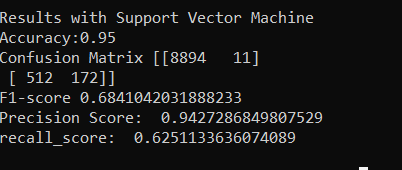 Results with Support Vector Machine
Accuracy:0.95
Confusion Matrix [[8894   11]
 [ 512  172]]
F1-score 0.6841042031888233
Precision Score:  0.9427286849807529
recall_score:  0.6251133636074089